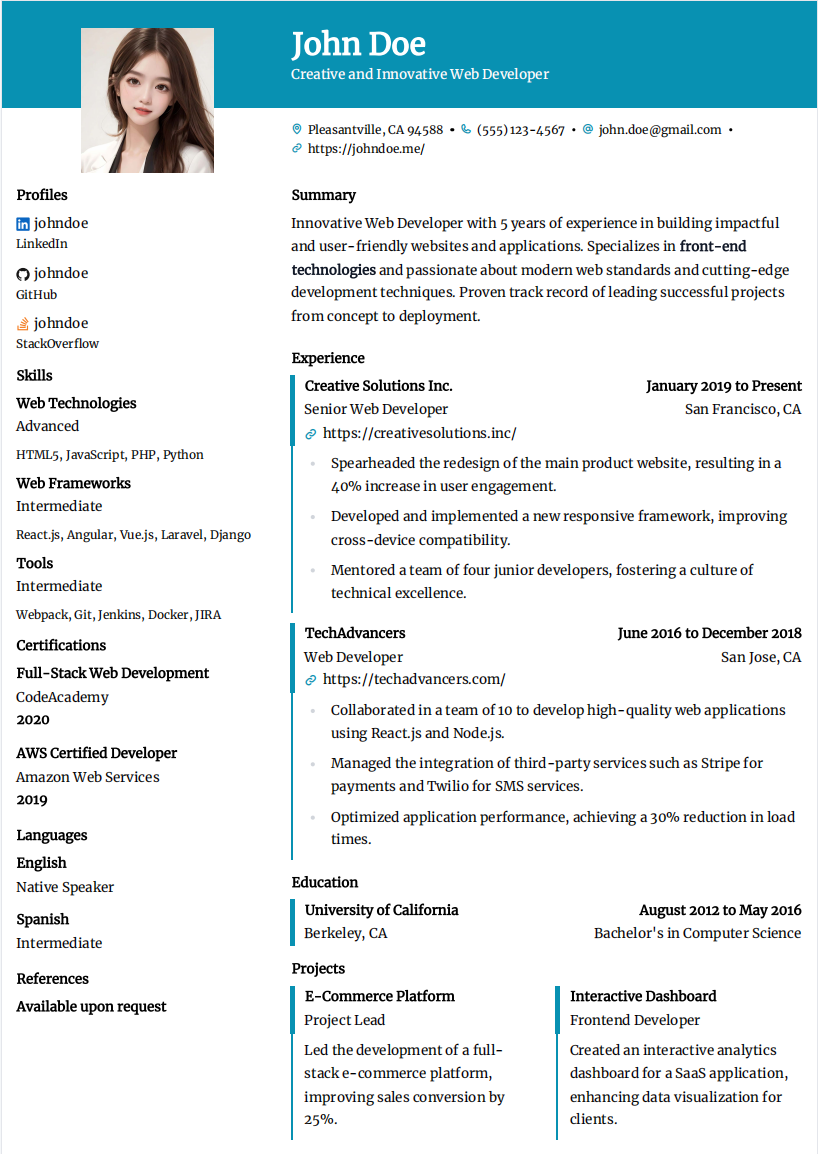 John Doe
Creative and Innovative Web Developer
Pleasantville, CA 94588 • (555) 123-4567 • john.doe@gmail.com •
https://johndoe.me/
Profiles
johndoe
LinkedIn
johndoe
GitHub
johndoe
StackOverflow
Skills
Web Technologies
Advanced
HTML5, JavaScript, PHP, Python
Web Frameworks
Intermediate
React.js, Angular, Vue.js, Laravel, Django
Tools
Intermediate
Webpack, Git, Jenkins, Docker, JIRA
Certifications
Full-Stack Web Development
CodeAcademy
2020
AWS Certified Developer
Amazon Web Services
2019
Languages
English
Native Speaker
Spanish
Intermediate
References
Available upon request
Summary
Innovative Web Developer with 5 years of experience in building impactful
and user-friendly websites and applications. Specializes in front-end
technologies and passionate about modern web standards and cutting-edge
development techniques. Proven track record of leading successful projects
from concept to deployment.
Experience
Creative Solutions Inc. January 2019 to Present
Senior Web Developer San Francisco, CA
https://creativesolutions.inc/
• Spearheaded the redesign of the main product website, resulting in a
40% increase in user engagement.
• Developed and implemented a new responsive framework, improving
cross-device compatibility.
• Mentored a team of four junior developers, fostering a culture of
technical excellence.
TechAdvancers June 2016 to December 2018
Web Developer San Jose, CA
https://techadvancers.com/
• Collaborated in a team of 10 to develop high-quality web applications
using React.js and Node.js.
• Managed the integration of third-party services such as Stripe for
payments and Twilio for SMS services.
• Optimized application performance, achieving a 30% reduction in load
times.
Education
University of California August 2012 to May 2016
Berkeley, CA Bachelor's in Computer Science
Projects
E-Commerce Platform
Project Lead
Led the development of a full-
stack e-commerce platform,
improving sales conversion by
25%.
Interactive Dashboard
Frontend Developer
Created an interactive analytics
dashboard for a SaaS application,
enhancing data visualization for
clients.